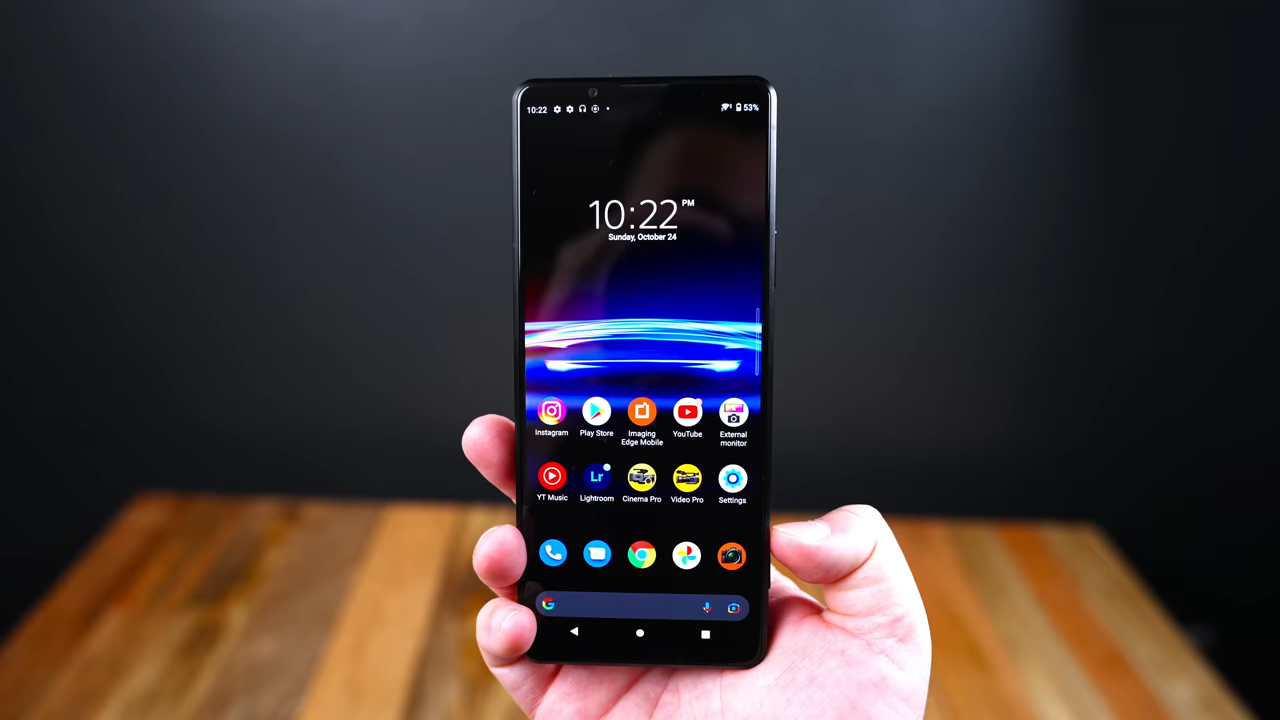 10:22
53%
10:22 PM
Sunday, October 24
Instagram
Play Store
Imaging
Edge Mobile
YouTube
External
monitor
YT Music
Lr
Lightroom
Cinema Pro
Video Pro
Settings
G